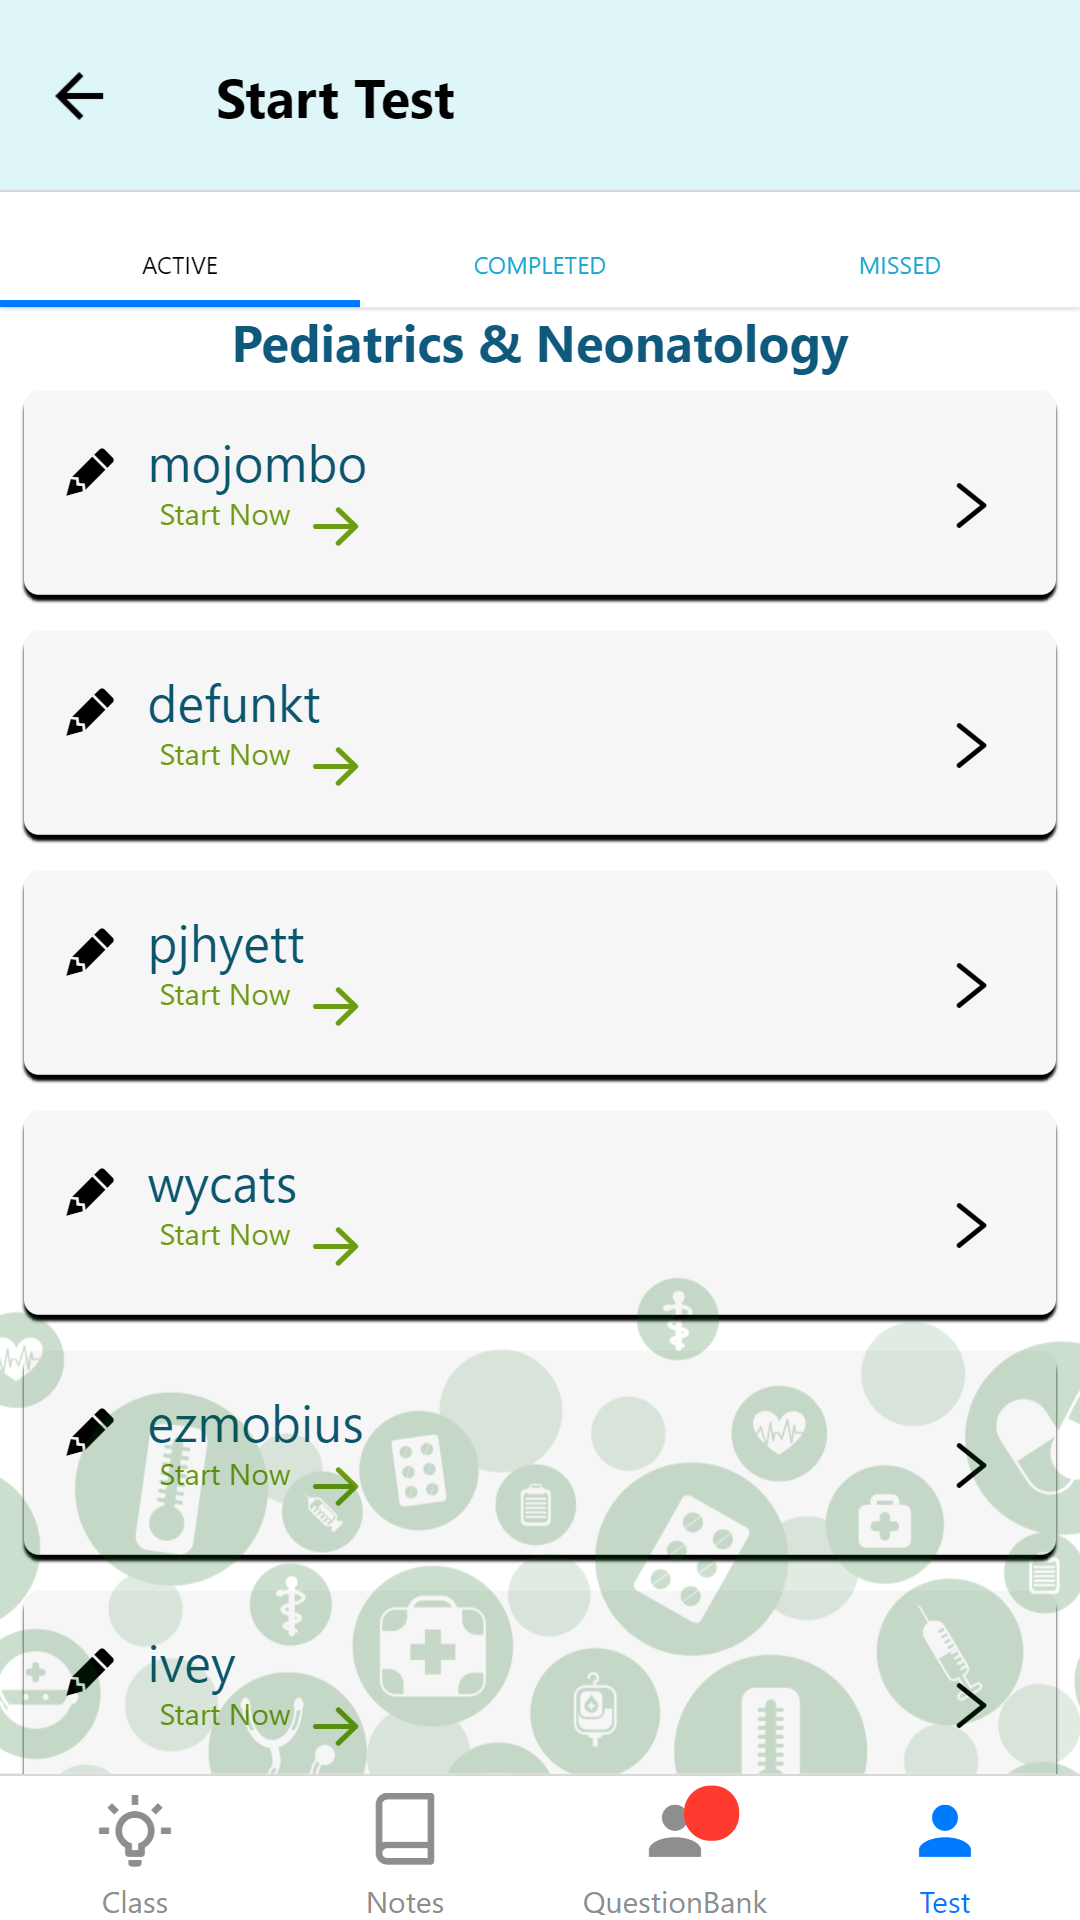 Start Test
ACTIVE COMPLETED MISSED
Pediatrics & Neonatology
mojombo
Start Now
defunkt
Start Now
pjhyett
Start Now
wycats
Start Now
ezmobius
Start Now
ivey
Start Now
Class Notes QuestionBank Test